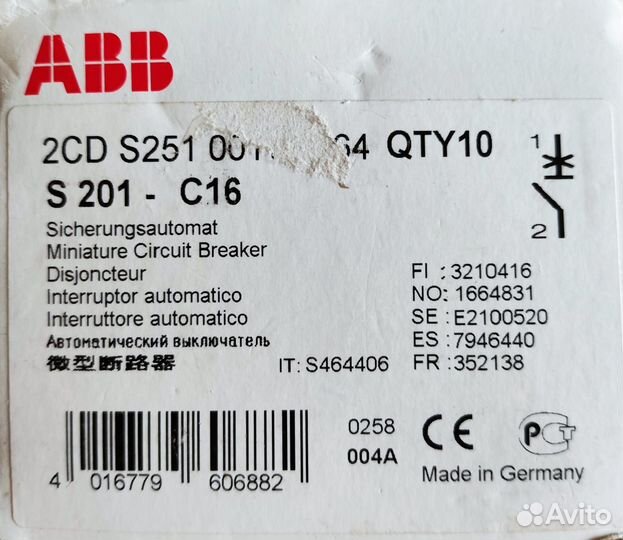 ABB
2CD S251 001 64 QTY10
S 201 - C16
Sicherungsautomat
Miniature Circuit Breaker
Disjoncteur
Interruptor automatico
Interruttore automatico
Автоматический выключатель
微型断路器
IT: S464406
FI : 3210416
NO: 1664831
SE : E2100520
ES : 7946440
FR : 352138
1
2
4 016779 606882
0258
004A
CE PCT
Made in Germany
Avito